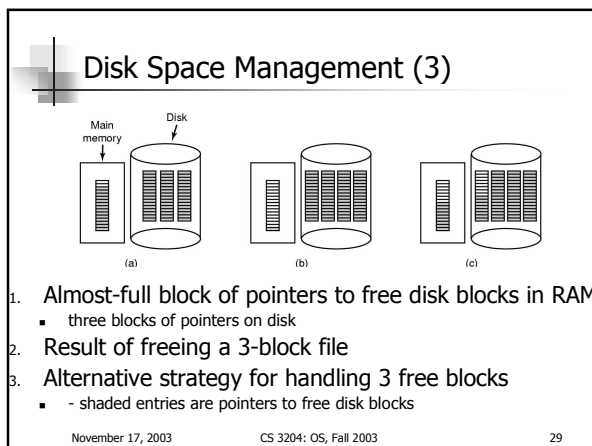 Disk Space Management (3)
Main
memory
Disk
(a)
(b)
(c)
1. Almost-full block of pointers to free disk blocks in RAM
■ three blocks of pointers on disk
2. Result of freeing a 3-block file
3. Alternative strategy for handling 3 free blocks
■ - shaded entries are pointers to free disk blocks
November 17, 2003 CS 3204: OS, Fall 2003 29